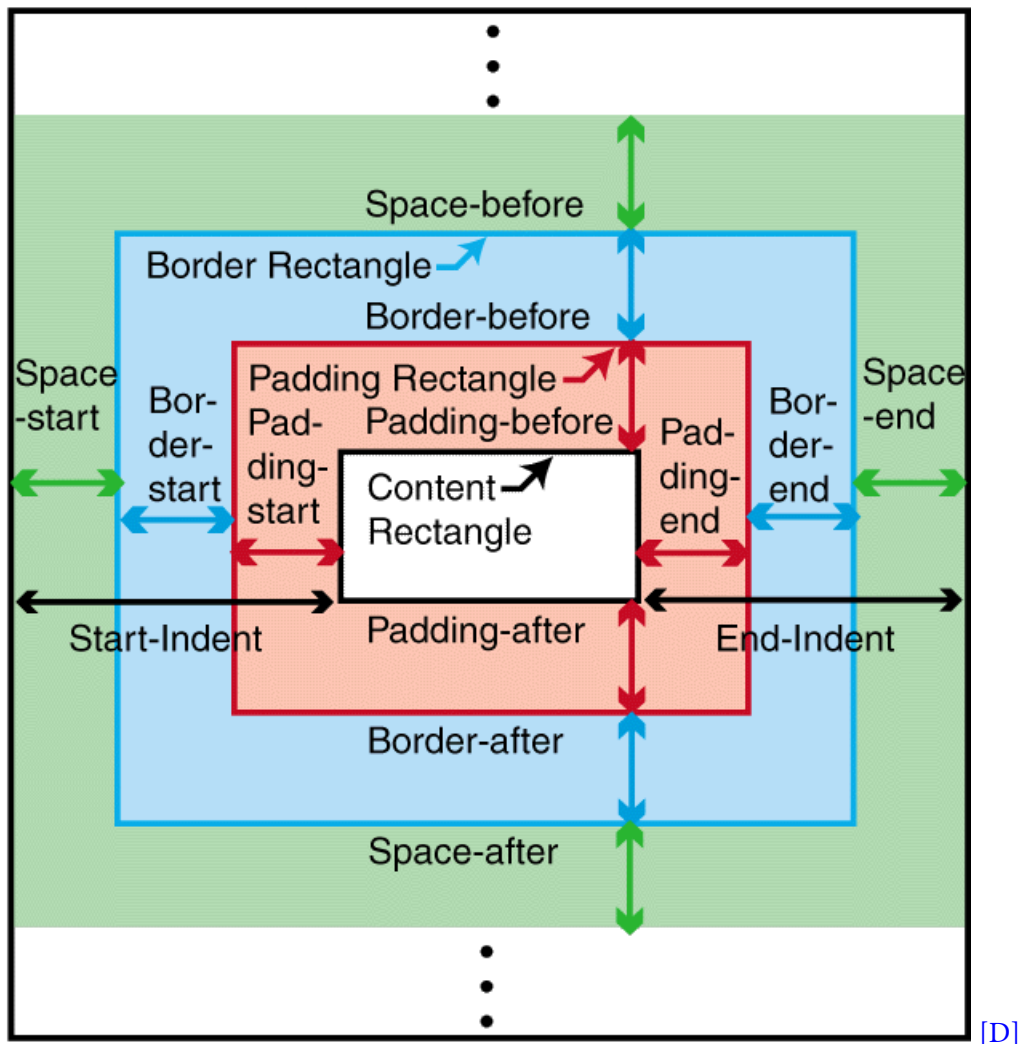 Space-before
Border Rectangle
Border-before
Space
-start
Bor-
der-
start
Padding Rectangle
Pad-
ding-
start
Padding-before
Content
Rectangle
Pad-
ding-
end
Bor-
der-
end
Space
-end
Start-Indent
Padding-after
End-Indent
Border-after
Space-after
[D]